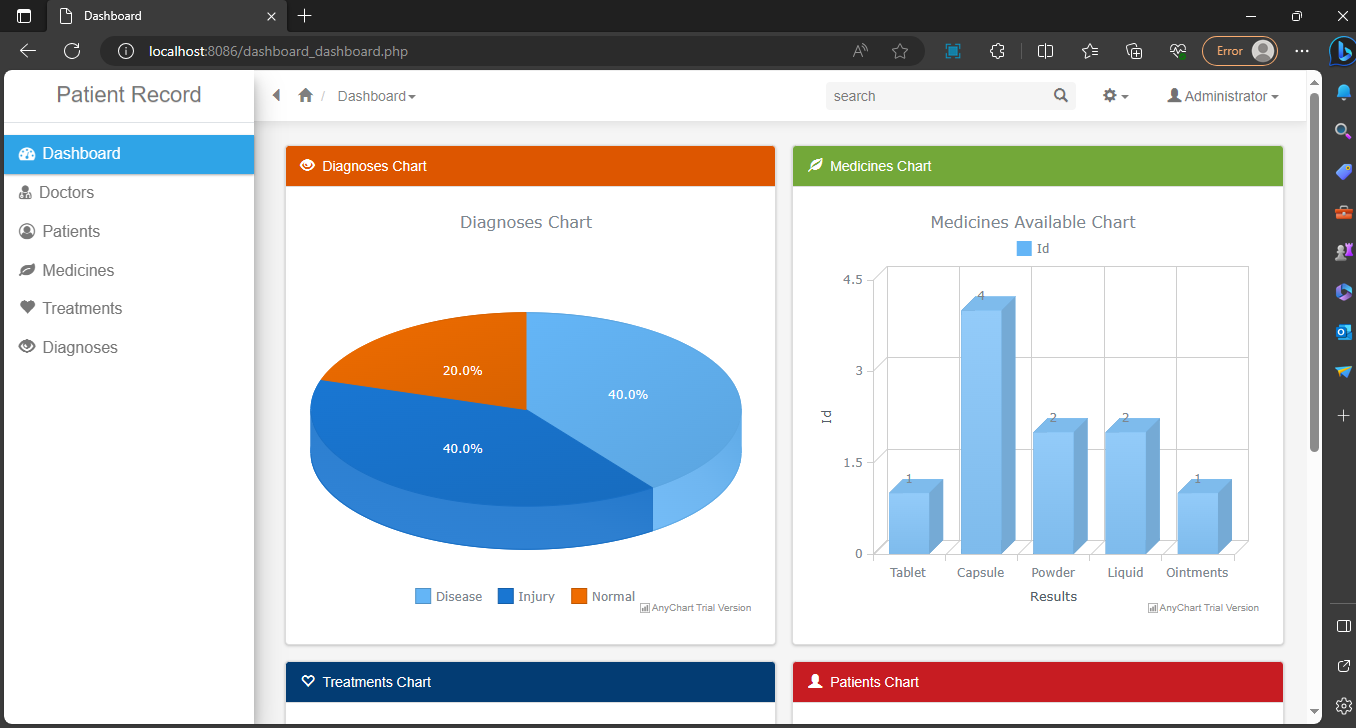 Dashboard
localhost:8086/dashboard_dashboard.php
Error
Patient Record
/ Dashboard
search
Administrator
Dashboard
Doctors
Patients
Medicines
Treatments
Diagnoses
Diagnoses Chart
Diagnoses Chart
20.0%
40.0%
40.0%
Disease Injury Normal
AnyChart Trial Version
Medicines Chart
Medicines Available Chart
Id
4.5
3
1.5
0
Id
1
4
2
2
1
Tablet Capsule Powder Liquid Ointments
Results
AnyChart Trial Version
Treatments Chart
Patients Chart